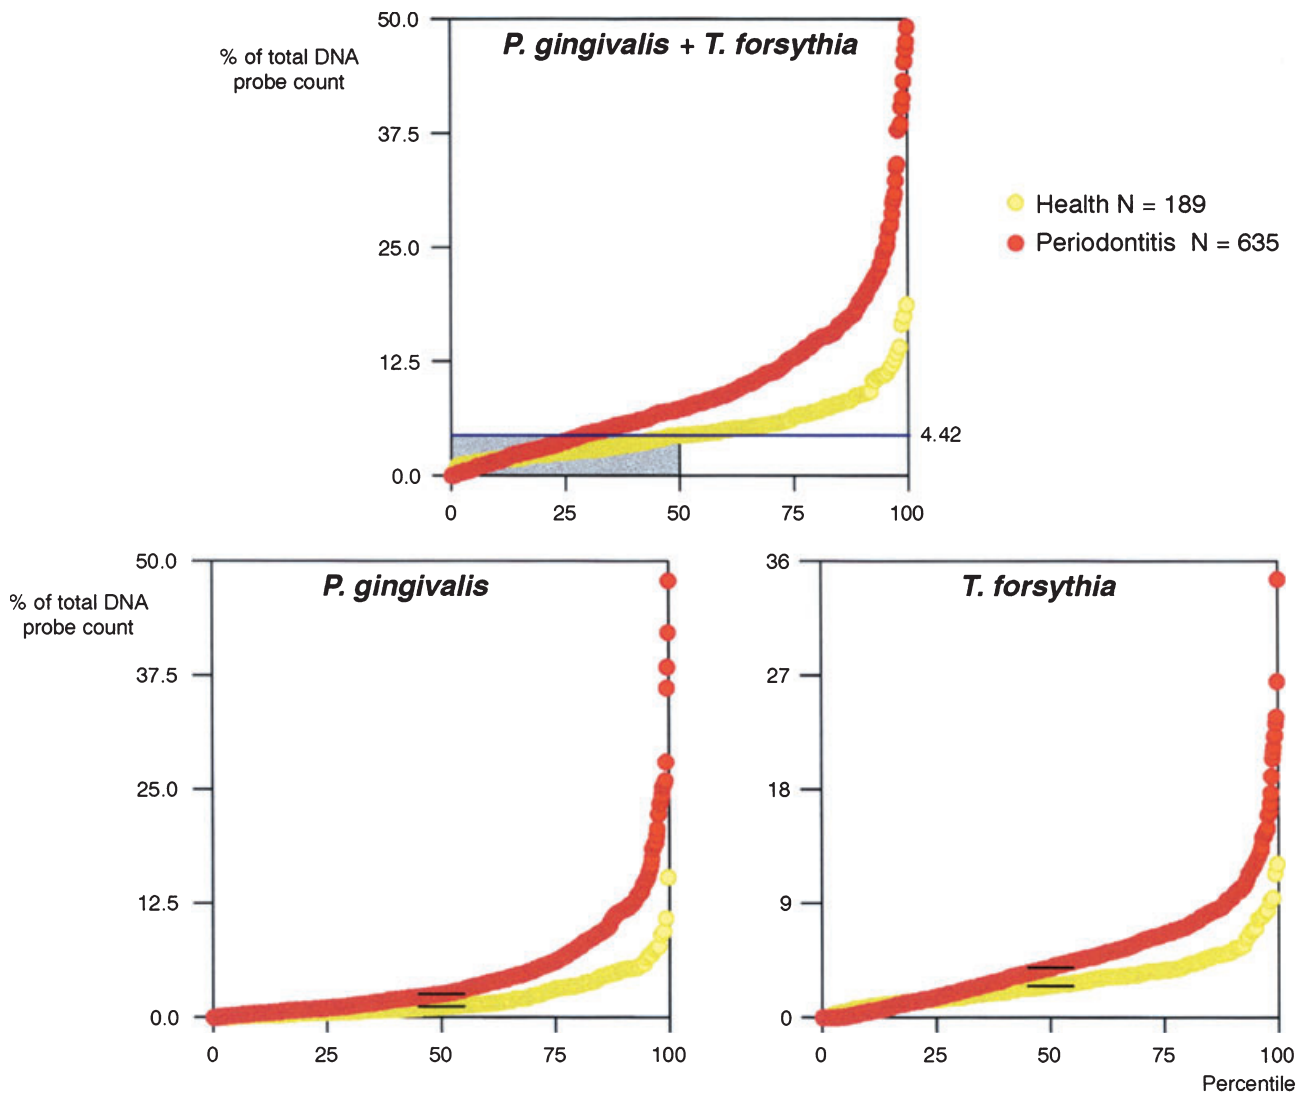 % of total DNA
probe count
P. gingivalis + T. forsythia
50.0
37.5
25.0
12.5
0.0
4.42
0 25 50 75 100
Health N = 189
Periodontitis N = 635
% of total DNA
probe count
P. gingivalis
50.0
37.5
25.0
12.5
0.0
0 25 50 75 100
T. forsythia
36
27
18
9
0
0 25 50 75 100
Percentile